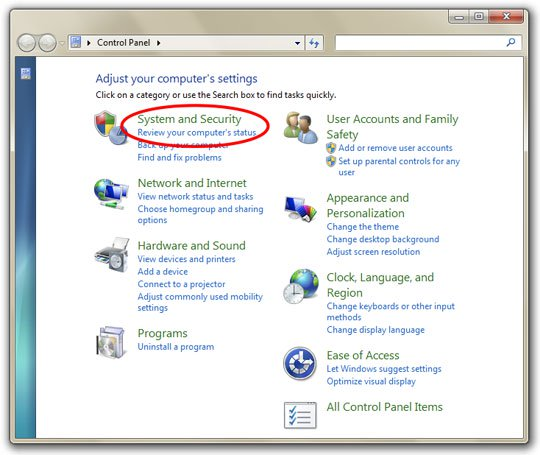 Control Panel
Adjust your computer's settings
Click on a category or use the Search box to find tasks quickly.
System and Security
Review your computer's status
Back up your computer
Find and fix problems
Network and Internet
View network status and tasks
Choose homegroup and sharing
options
Hardware and Sound
View devices and printers
Add a device
Connect to a projector
Adjust commonly used mobility
settings
Programs
Uninstall a program
User Accounts and Family
Safety
Add or remove user accounts
Set up parental controls for any
user
Appearance and
Personalization
Change the theme
Change desktop background
Adjust screen resolution
Clock, Language, and
Region
Change keyboards or other input
methods
Change display language
Ease of Access
Let Windows suggest settings
Optimize visual display
All Control Panel Items